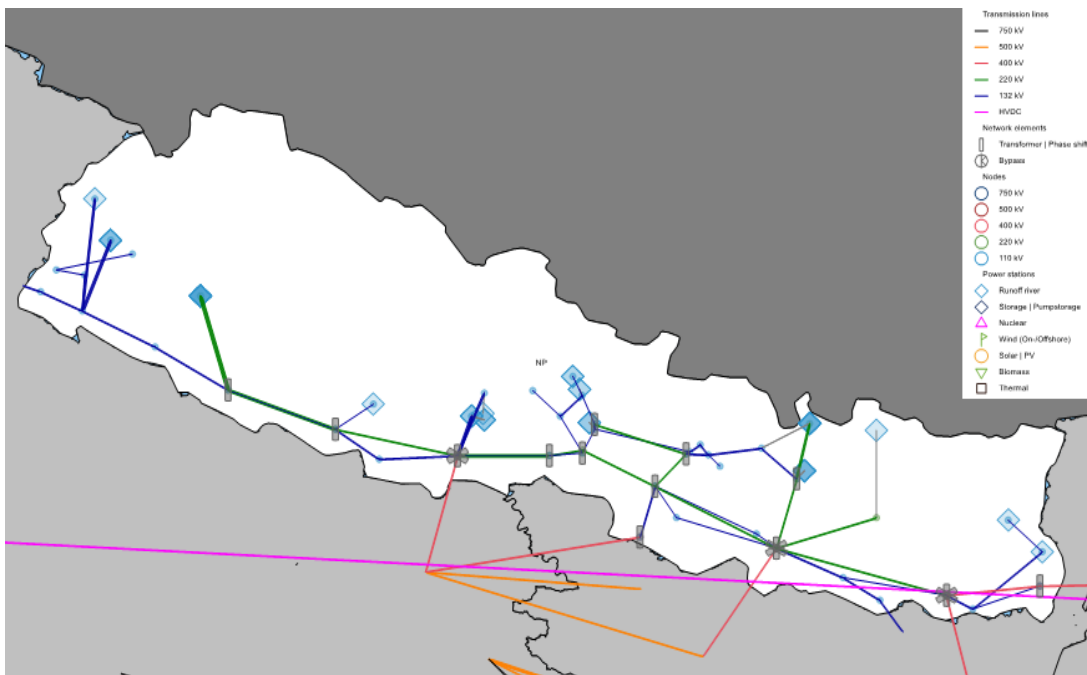 Transmission lines
750 kV
500 kV
400 kV
220 kV
132 kV
HVDC
Network elements
Transformer | Phase shift
Bypass
Nodes
750 kV
500 kV
400 kV
220 kV
110 kV
Power stations
Runoff river
Storage | Pumpstorage
Nuclear
Wind (On-/Offshore)
Solar | PV
Biomass
Thermal
NP